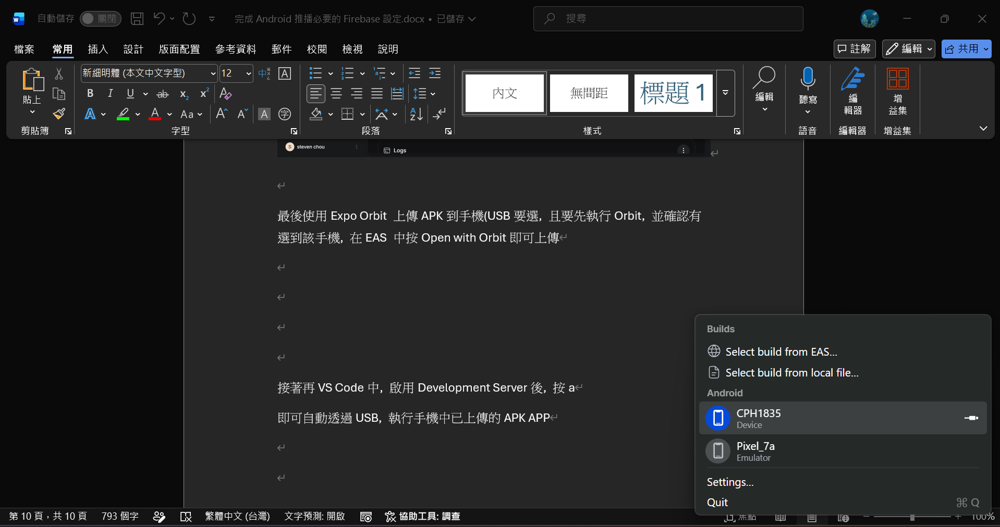 自動儲存 關閉 完成 Android 推播必要的 Firebase 設定.docx • 已儲存 搜尋
檔案 常用 插入 設計 版面配置 參考資料 郵件 校閱 檢視 說明 註解 編輯 共用
貼上
剪貼簿
新細明體 (本文中文字型) 12
字型
段落
內文 無間距 標題 1
樣式
編輯
聽寫
語音
編
輯器
編輯器
增
益集
增益集
S steven chou
Logs
最後使用 Expo Orbit 上傳 APK 到手機(USB 要選, 且要先執行 Orbit, 並確認有
選到該手機, 在 EAS 中按 Open with Orbit 即可上傳
接著再 VS Code 中, 啟用 Development Server 後, 按 a
即可自動透過 USB, 執行手機中已上傳的 APK APP
Builds
Select build from EAS...
Select build from local file...
Android
CPH1835
Device
Pixel_7a
Emulator
Settings...
Quit ⌘ Q
第 10 頁，共 10 頁 793 個字 繁體中文 (台灣) 文字預測: 開啟 協助工具: 調查 焦點 100%